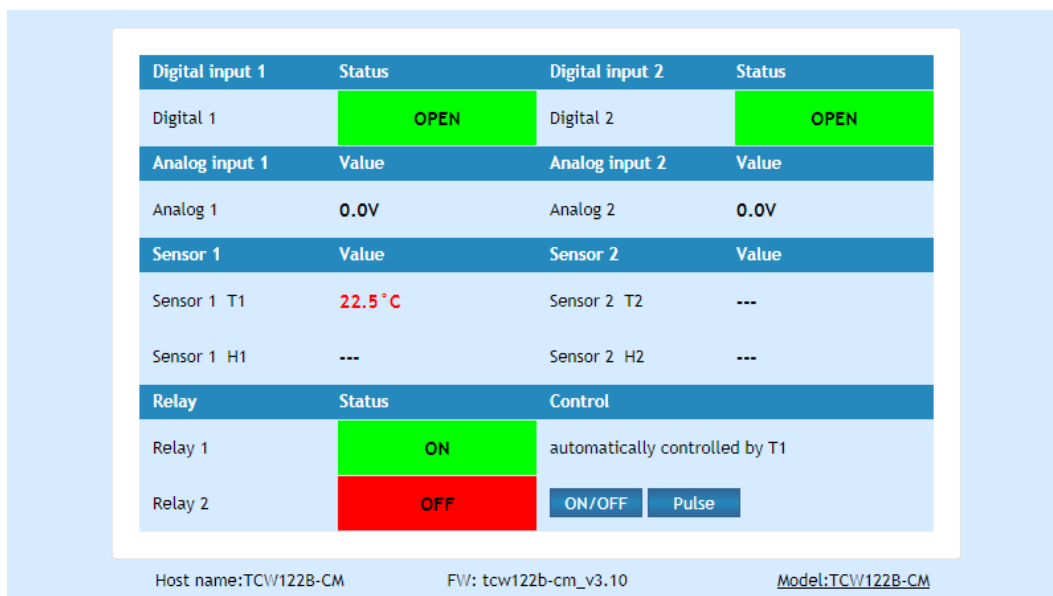 Digital input 1 Status Digital input 2 Status
Digital 1 OPEN Digital 2 OPEN
Analog input 1 Value Analog input 2 Value
Analog 1 0.0V Analog 2 0.0V
Sensor 1 Value Sensor 2 Value
Sensor 1 T1 22.5°C Sensor 2 T2 ---
Sensor 1 H1 --- Sensor 2 H2 ---
Relay Status Control
Relay 1 ON automatically controlled by T1
Relay 2 OFF ON/OFF Pulse
Host name:TCW122B-CM FW: tcw122b-cm_v3.10 Model:TCW122B-CM